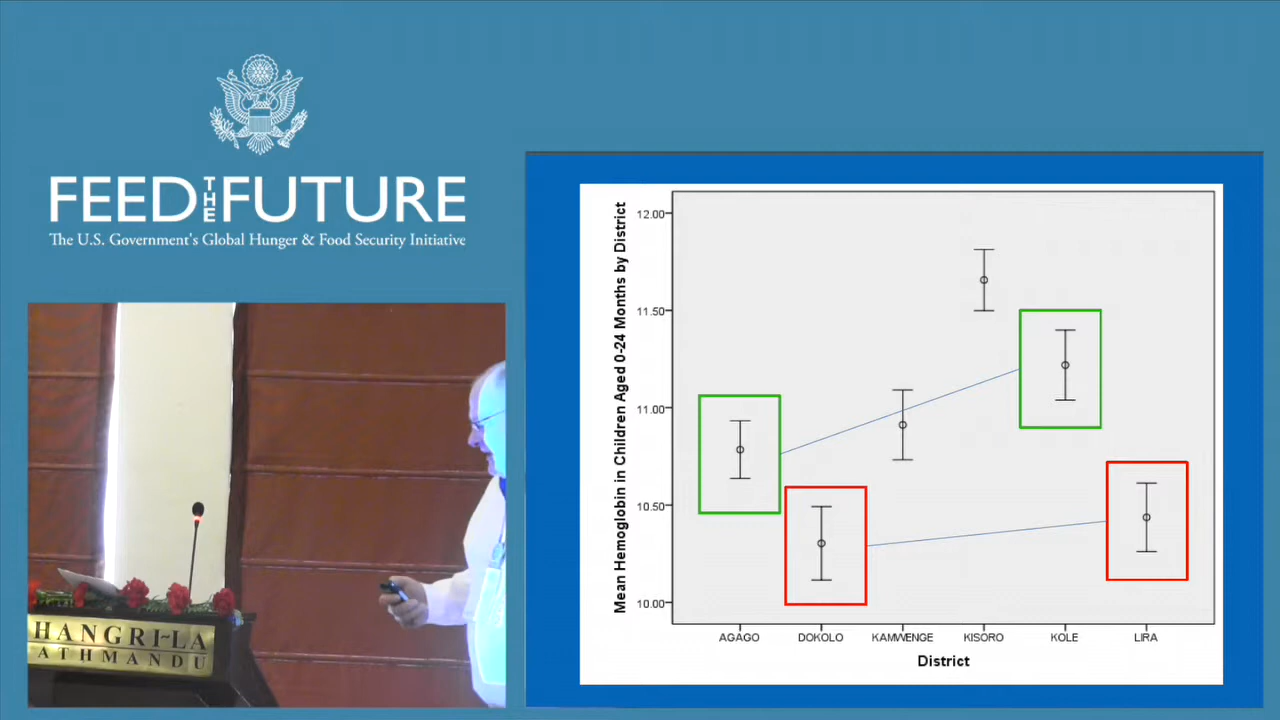 FEED THE FUTURE
The U.S. Government's Global Hunger & Food Security Initiative
HANGRI-LA
ATHMANDU
Mean Hemoglobin in Children Aged 0-24 Months by District
12.00
11.50
11.00
10.50
10.00
AGAGO DOKOLO KAMWENGE KISORO KOLE LIRA
District